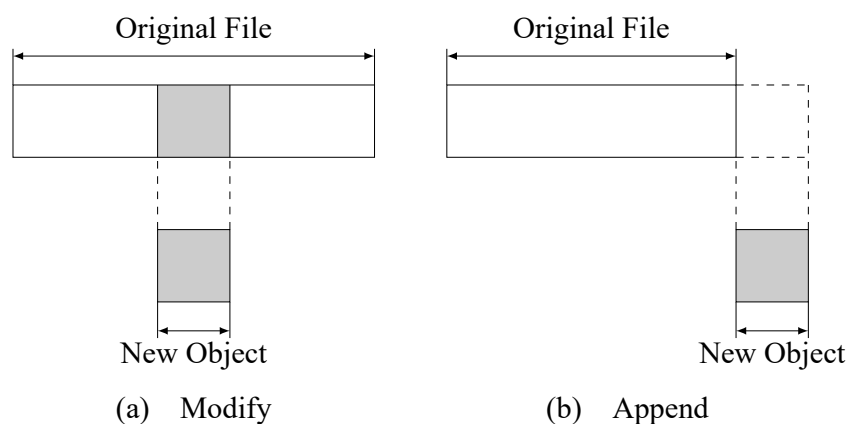 Original File
Original File
New Object
New Object
(a) Modify
(b) Append